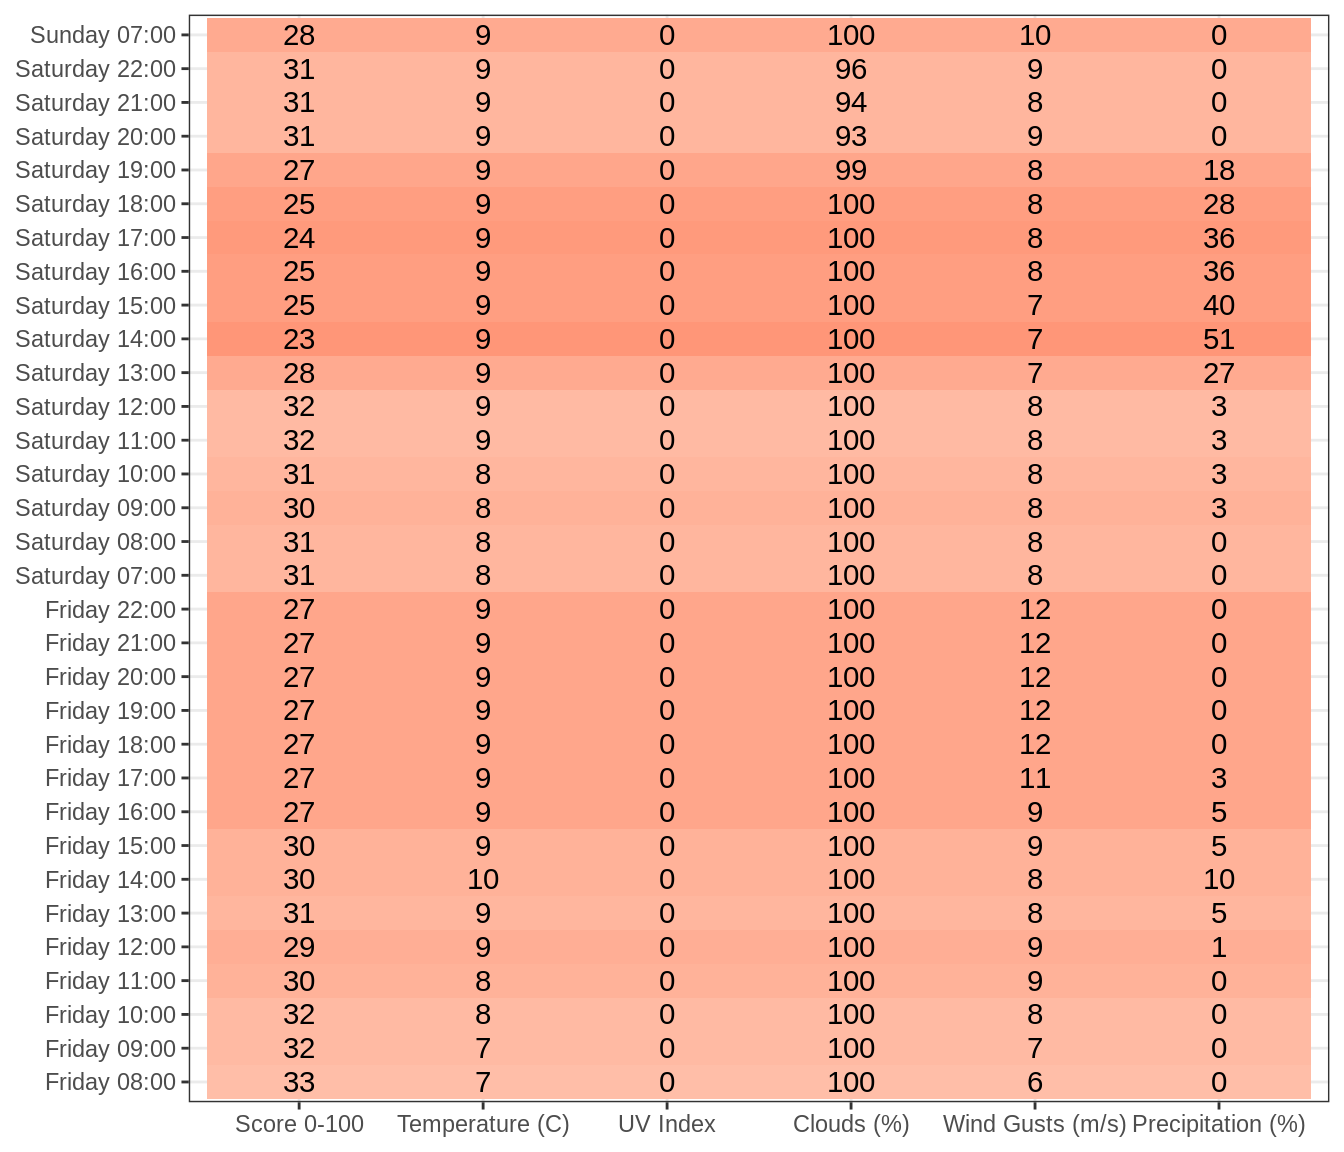 Sunday 07:00 28 9 0 100 10 0
Saturday 22:00 31 9 0 96 9 0
Saturday 21:00 31 9 0 94 8 0
Saturday 20:00 31 9 0 93 9 0
Saturday 19:00 27 9 0 99 8 18
Saturday 18:00 25 9 0 100 8 28
Saturday 17:00 24 9 0 100 8 36
Saturday 16:00 25 9 0 100 8 36
Saturday 15:00 25 9 0 100 7 40
Saturday 14:00 23 9 0 100 7 51
Saturday 13:00 28 9 0 100 7 27
Saturday 12:00 32 9 0 100 8 3
Saturday 11:00 32 9 0 100 8 3
Saturday 10:00 31 8 0 100 8 3
Saturday 09:00 30 8 0 100 8 3
Saturday 08:00 31 8 0 100 8 0
Saturday 07:00 31 8 0 100 8 0
Friday 22:00 27 9 0 100 12 0
Friday 21:00 27 9 0 100 12 0
Friday 20:00 27 9 0 100 12 0
Friday 19:00 27 9 0 100 12 0
Friday 18:00 27 9 0 100 12 0
Friday 17:00 27 9 0 100 11 3
Friday 16:00 27 9 0 100 9 5
Friday 15:00 30 9 0 100 9 5
Friday 14:00 30 10 0 100 8 10
Friday 13:00 31 9 0 100 8 5
Friday 12:00 29 9 0 100 9 1
Friday 11:00 30 8 0 100 9 0
Friday 10:00 32 8 0 100 8 0
Friday 09:00 32 7 0 100 7 0
Friday 08:00 33 7 0 100 6 0
Score 0-100 Temperature (C) UV Index Clouds (%) Wind Gusts (m/s) Precipitation (%)